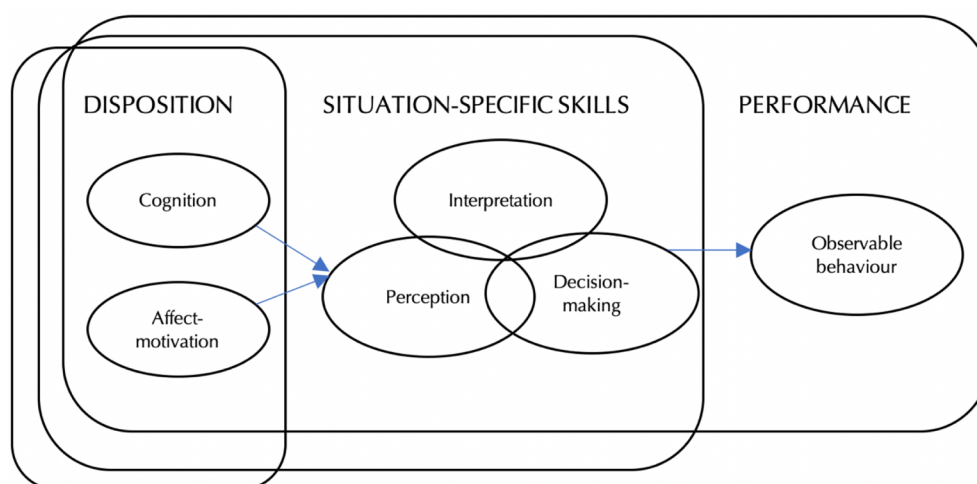 DISPOSITION
SITUATION-SPECIFIC SKILLS
PERFORMANCE
Cognition
Affect-
motivation
Interpretation
Perception
Decision-
making
Observable
behaviour